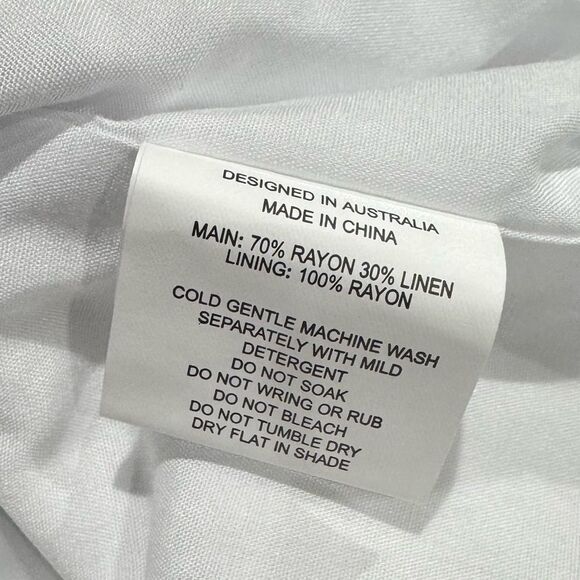 DESIGNED IN AUSTRALIA
MADE IN CHINA
MAIN: 70% RAYON 30% LINEN
LINING: 100% RAYON
COLD GENTLE MACHINE WASH
SEPARATELY WITH MILD
DETERGENT
DO NOT SOAK
DO NOT WRING OR RUB
DO NOT BLEACH
DO NOT TUMBLE DRY
DRY FLAT IN SHADE